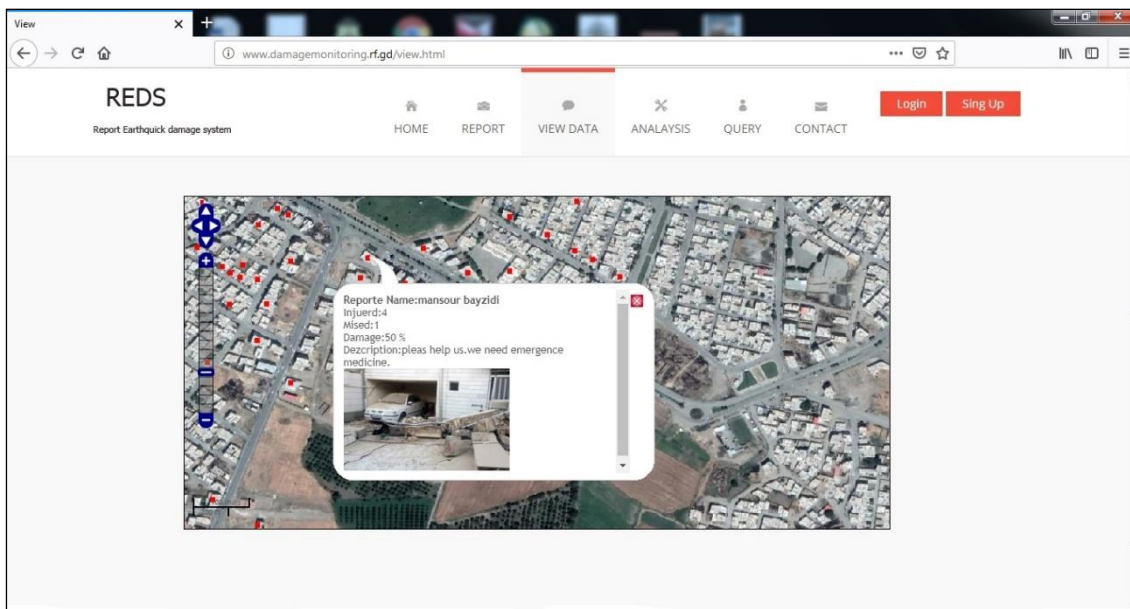 View
www.damagemonitoring.rf.gd/view.html
REDS
Report Earthquick damage system
HOME
REPORT
VIEW DATA
ANALAYSIS
QUERY
CONTACT
Login
Sing Up
Reporte Name:mansour bayzidi
Injuerd:4
Mised:1
Damage:50 %
Dezcription:pleas help us.we need emergence
medicine.